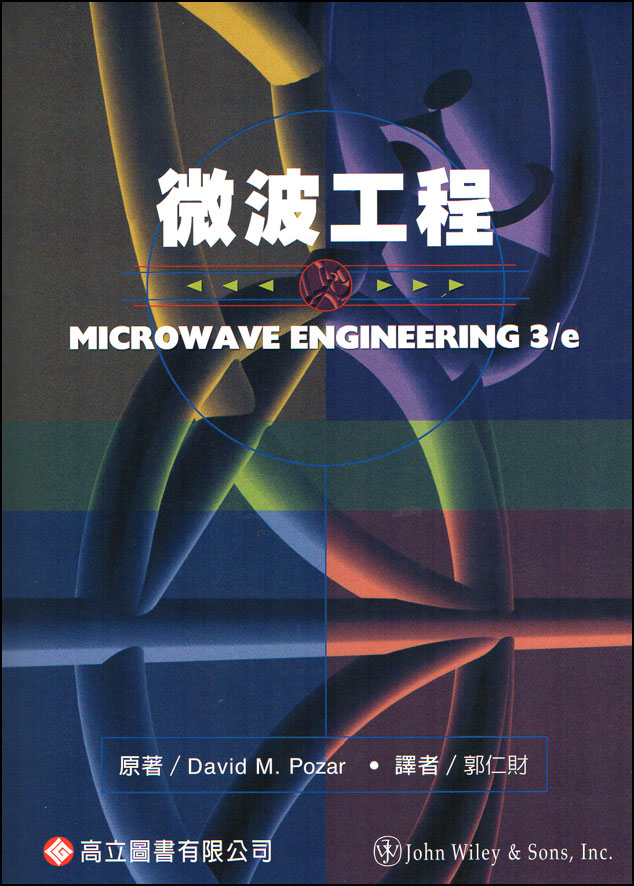 微波工程
MICROWAVE ENGINEERING 3/e
原著/David M. Pozar • 譯者/郭仁財
高立圖書有限公司
John Wiley & Sons, Inc.